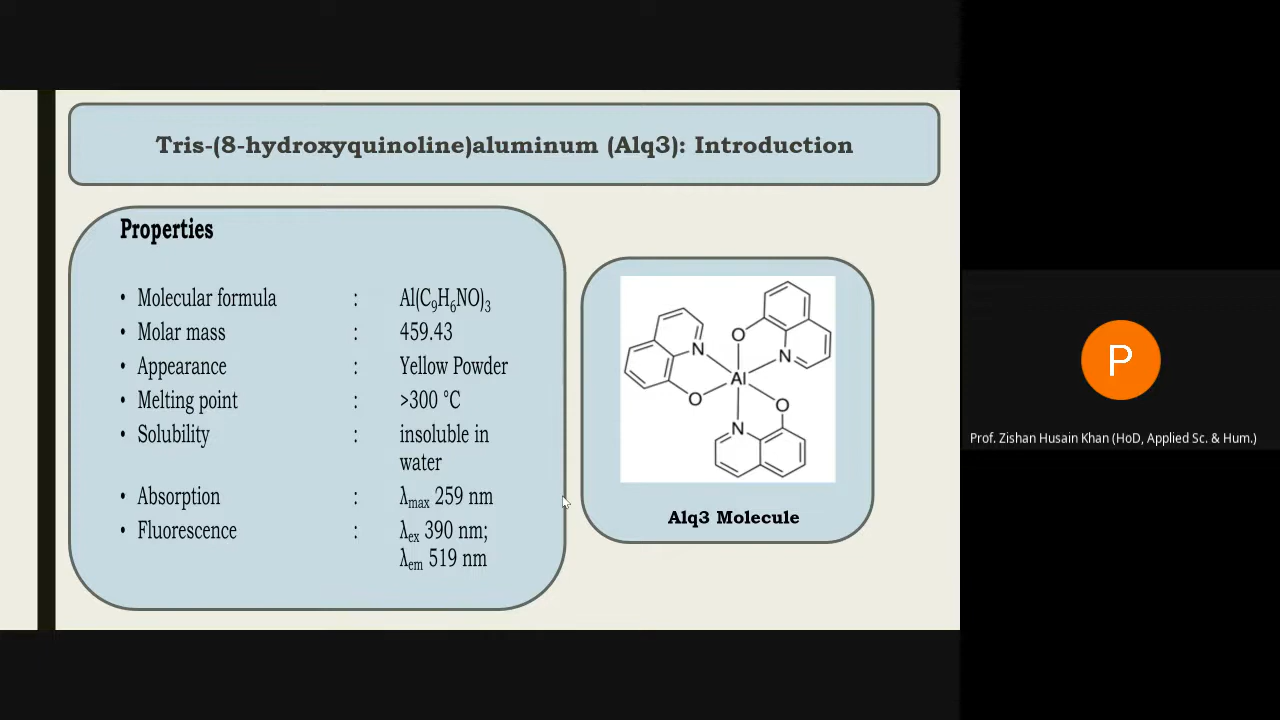 Tris-(8-hydroxyquinoline)aluminum (Alq3): Introduction
Properties
• Molecular formula : Al(C₉H₆NO)₃
• Molar mass : 459.43
• Appearance : Yellow Powder
• Melting point : >300 °C
• Solubility : insoluble in
water
• Absorption : λmax 259 nm
• Fluorescence : λex 390 nm;
λem 519 nm
O
N
N
Al
O
O
N
Alq3 Molecule
P
Prof. Zishan Husain Khan (HoD, Applied Sc. & Hum.)